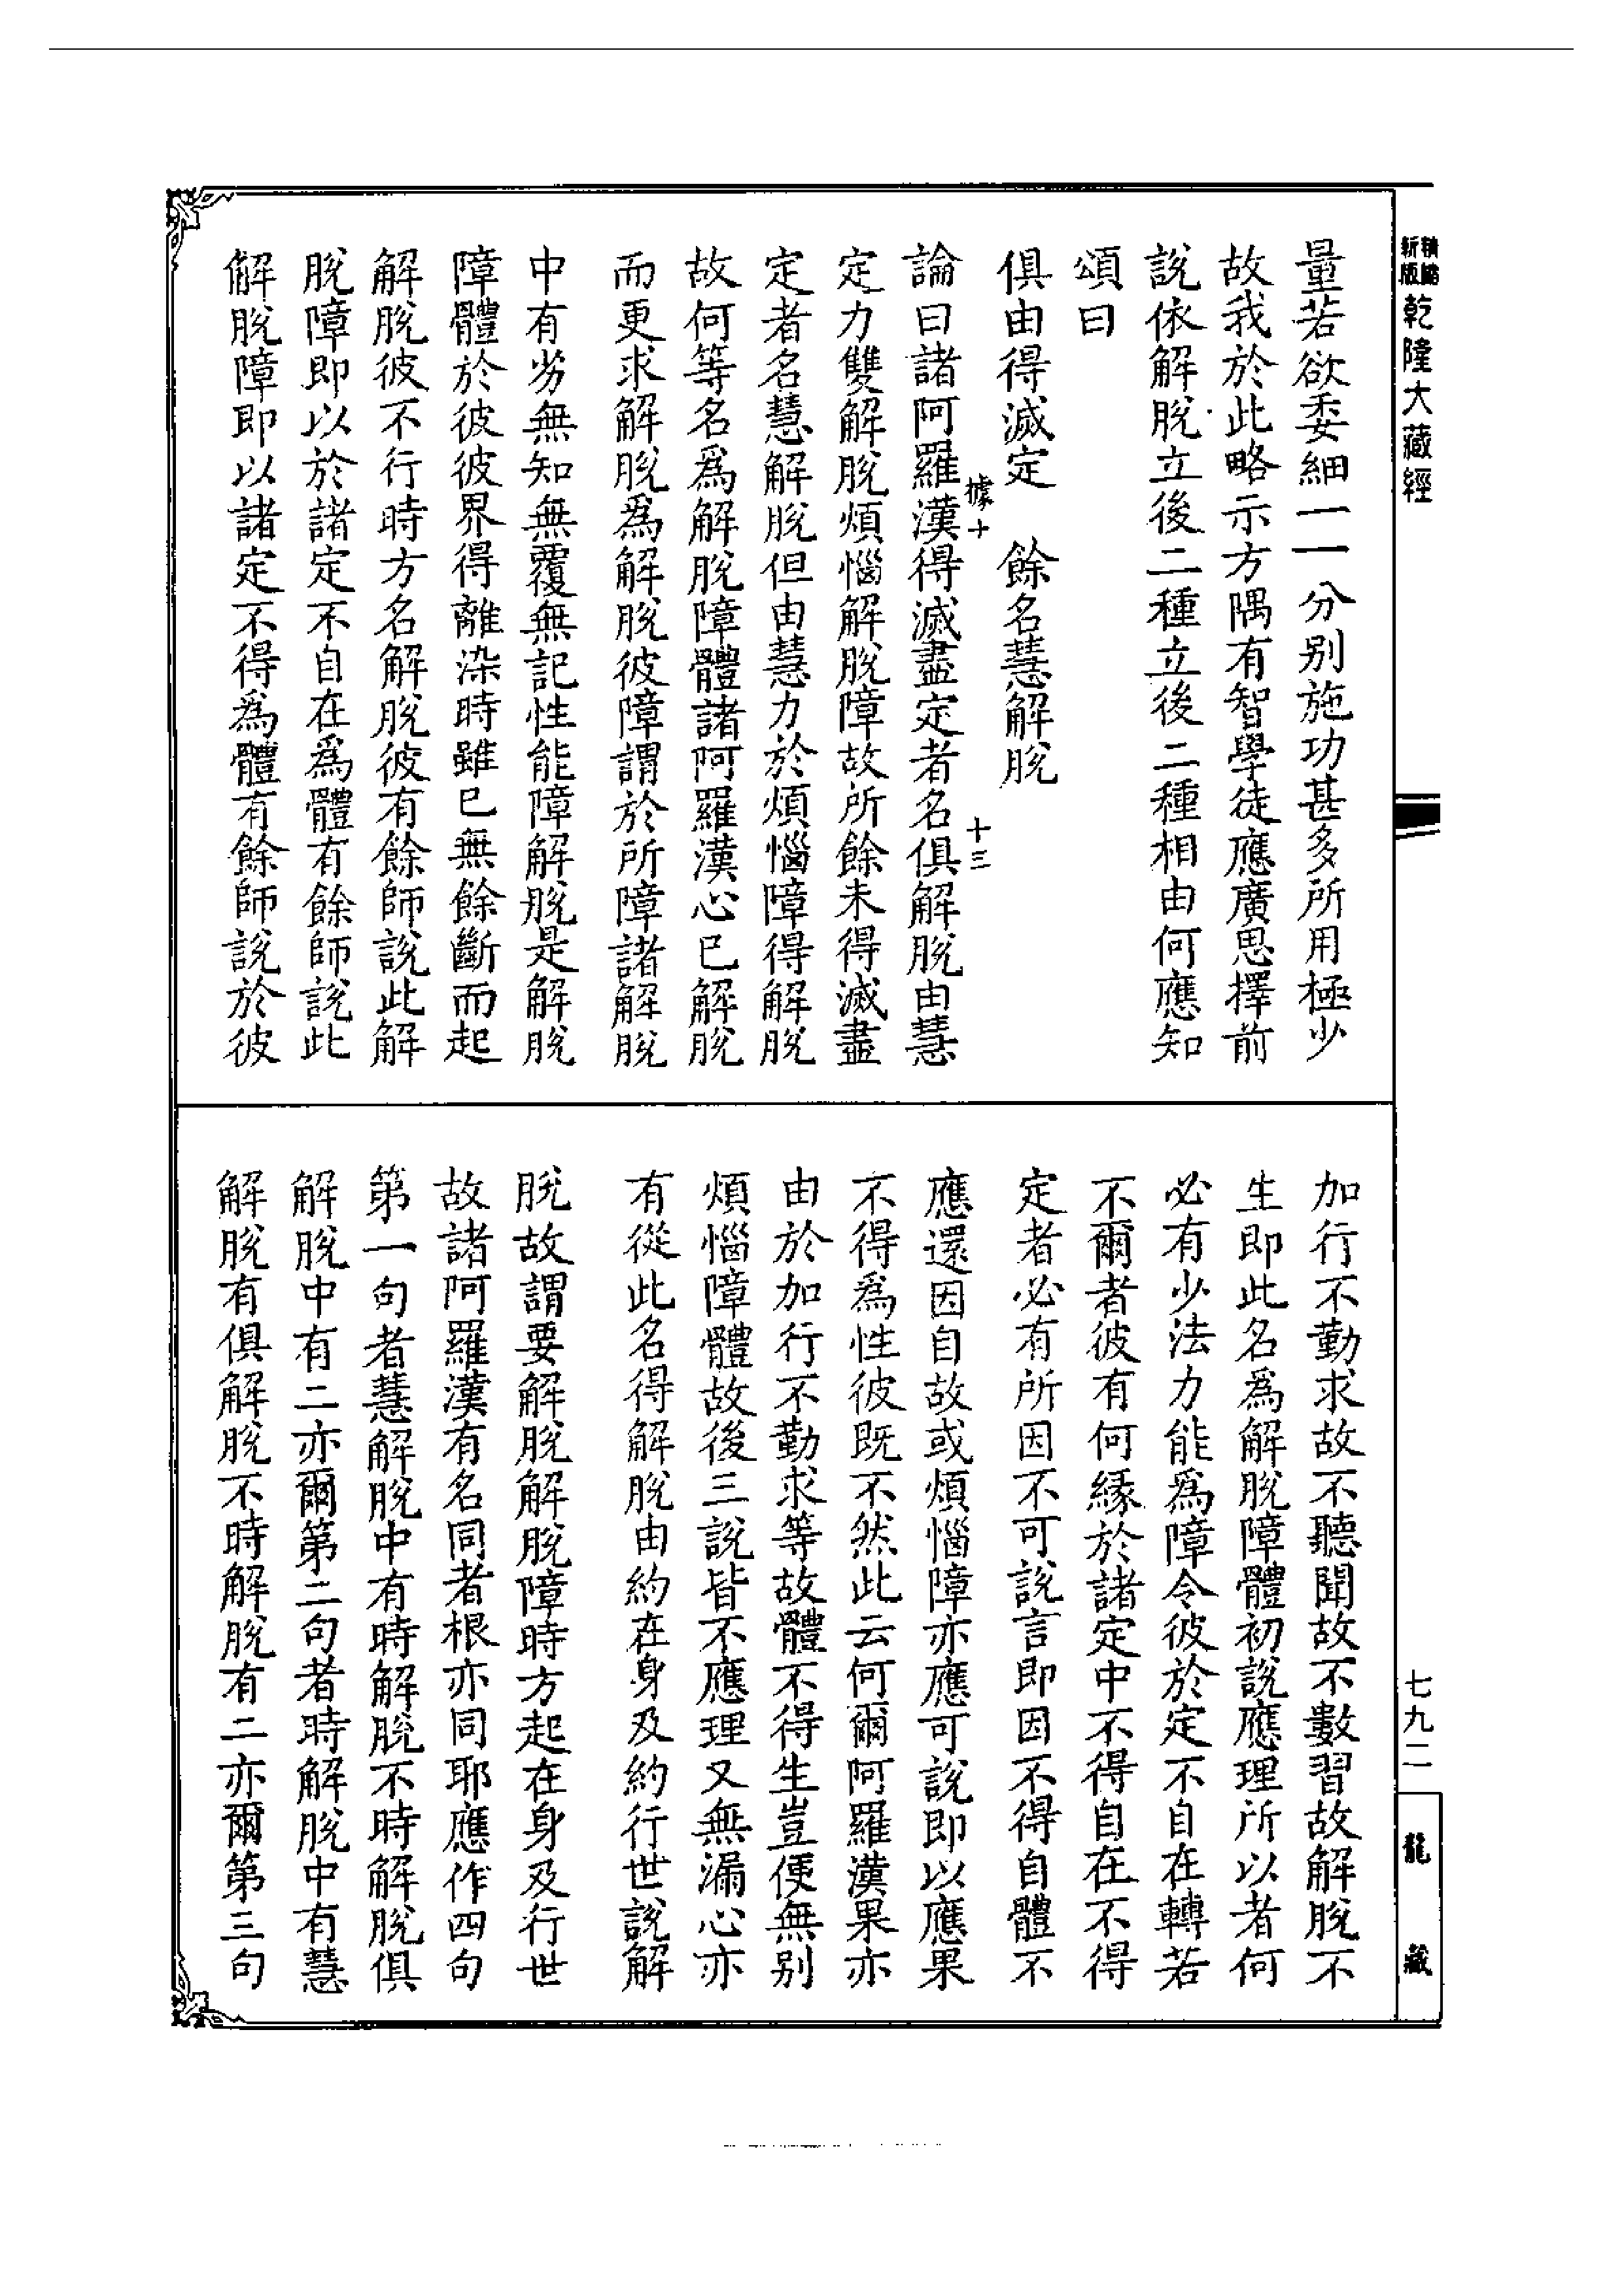 新版 精縮 乾隆大藏經
量若欲委細一一分別施功甚多所用極少
故我於此略示方隅有智學徒應廣思擇前
說依解脫立後二種立後二種相由何應知
頌曰
俱由得滅定　餘名慧解脫
據十　十三
論曰諸阿羅漢得滅盡定者名俱解脫由慧
定力雙解脫煩惱解脫障故所餘未得滅盡
定者名慧解脫但由慧力於煩惱障得解脫
故何等名為解脫障體諸阿羅漢心已解脫
而更求解脫為解脫彼障謂於所障諸解脫
中有劣無知無覆無記性能障解脫是解脫
障體於彼彼界得離染時雖已無餘斷而起
解脫彼不行時方名解脫彼有餘師說此解
脫障即以於諸定不自在為體有餘師說此
解脫障即以諸定不得為體有餘師說於彼
加行不勤求故不聽聞故不數習故解脫不
生即此名為解脫障體初說應理所以者何
必有少法力能為障令彼於定不自在轉若
不爾者彼有何緣於諸定中不得自在不得
定者必有所因不可說言即因不得自體不
應還因自故或煩惱障亦應可說即以應果
不得為性彼既不然此云何爾阿羅漢果亦
由於加行不勤求等故體不得生豈便無別
煩惱障體故後三說皆不應理又無漏心亦
有從此名得解脫由約在身及約行世說解
脫故謂要解脫解脫障時方起在身及行世
故諸阿羅漢有名同者根亦同耶應作四句
第一句者慧解脫中有時解脫不時解脫俱
解脫中有二亦爾第二句者時解脫中有慧
解脫有俱解脫不時解脫有二亦爾第三句
七九二
龍藏